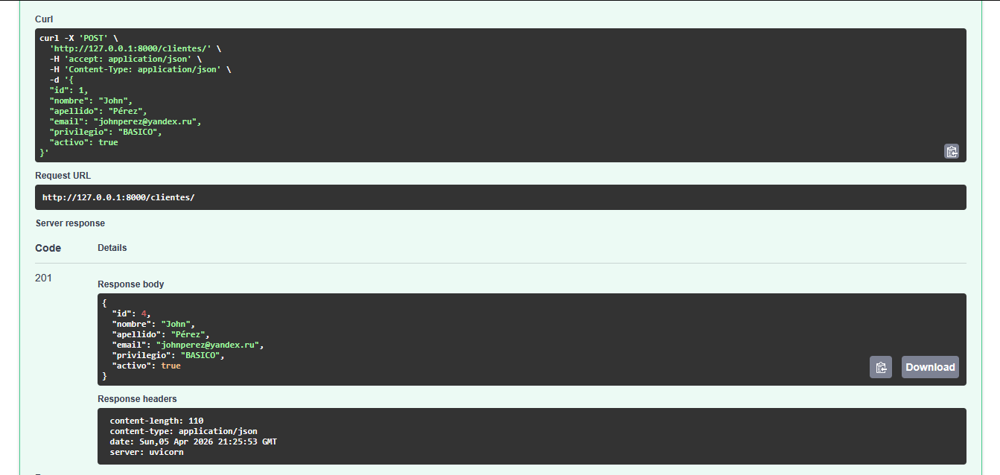 Curl
curl -X 'POST' \
  'http://127.0.0.1:8000/clientes/' \
  -H 'accept: application/json' \
  -H 'Content-Type: application/json' \
  -d '{
  "id": 1,
  "nombre": "John",
  "apellido": "Pérez",
  "email": "johnperez@yandex.ru",
  "privilegio": "BASICO",
  "activo": true
}'
Request URL
http://127.0.0.1:8000/clientes/
Server response
Code Details
201
Response body
{
  "id": 4,
  "nombre": "John",
  "apellido": "Pérez",
  "email": "johnperez@yandex.ru",
  "privilegio": "BASICO",
  "activo": true
}
Download
Response headers
content-length: 110
content-type: application/json
date: Sun,05 Apr 2026 21:25:53 GMT
server: uvicorn